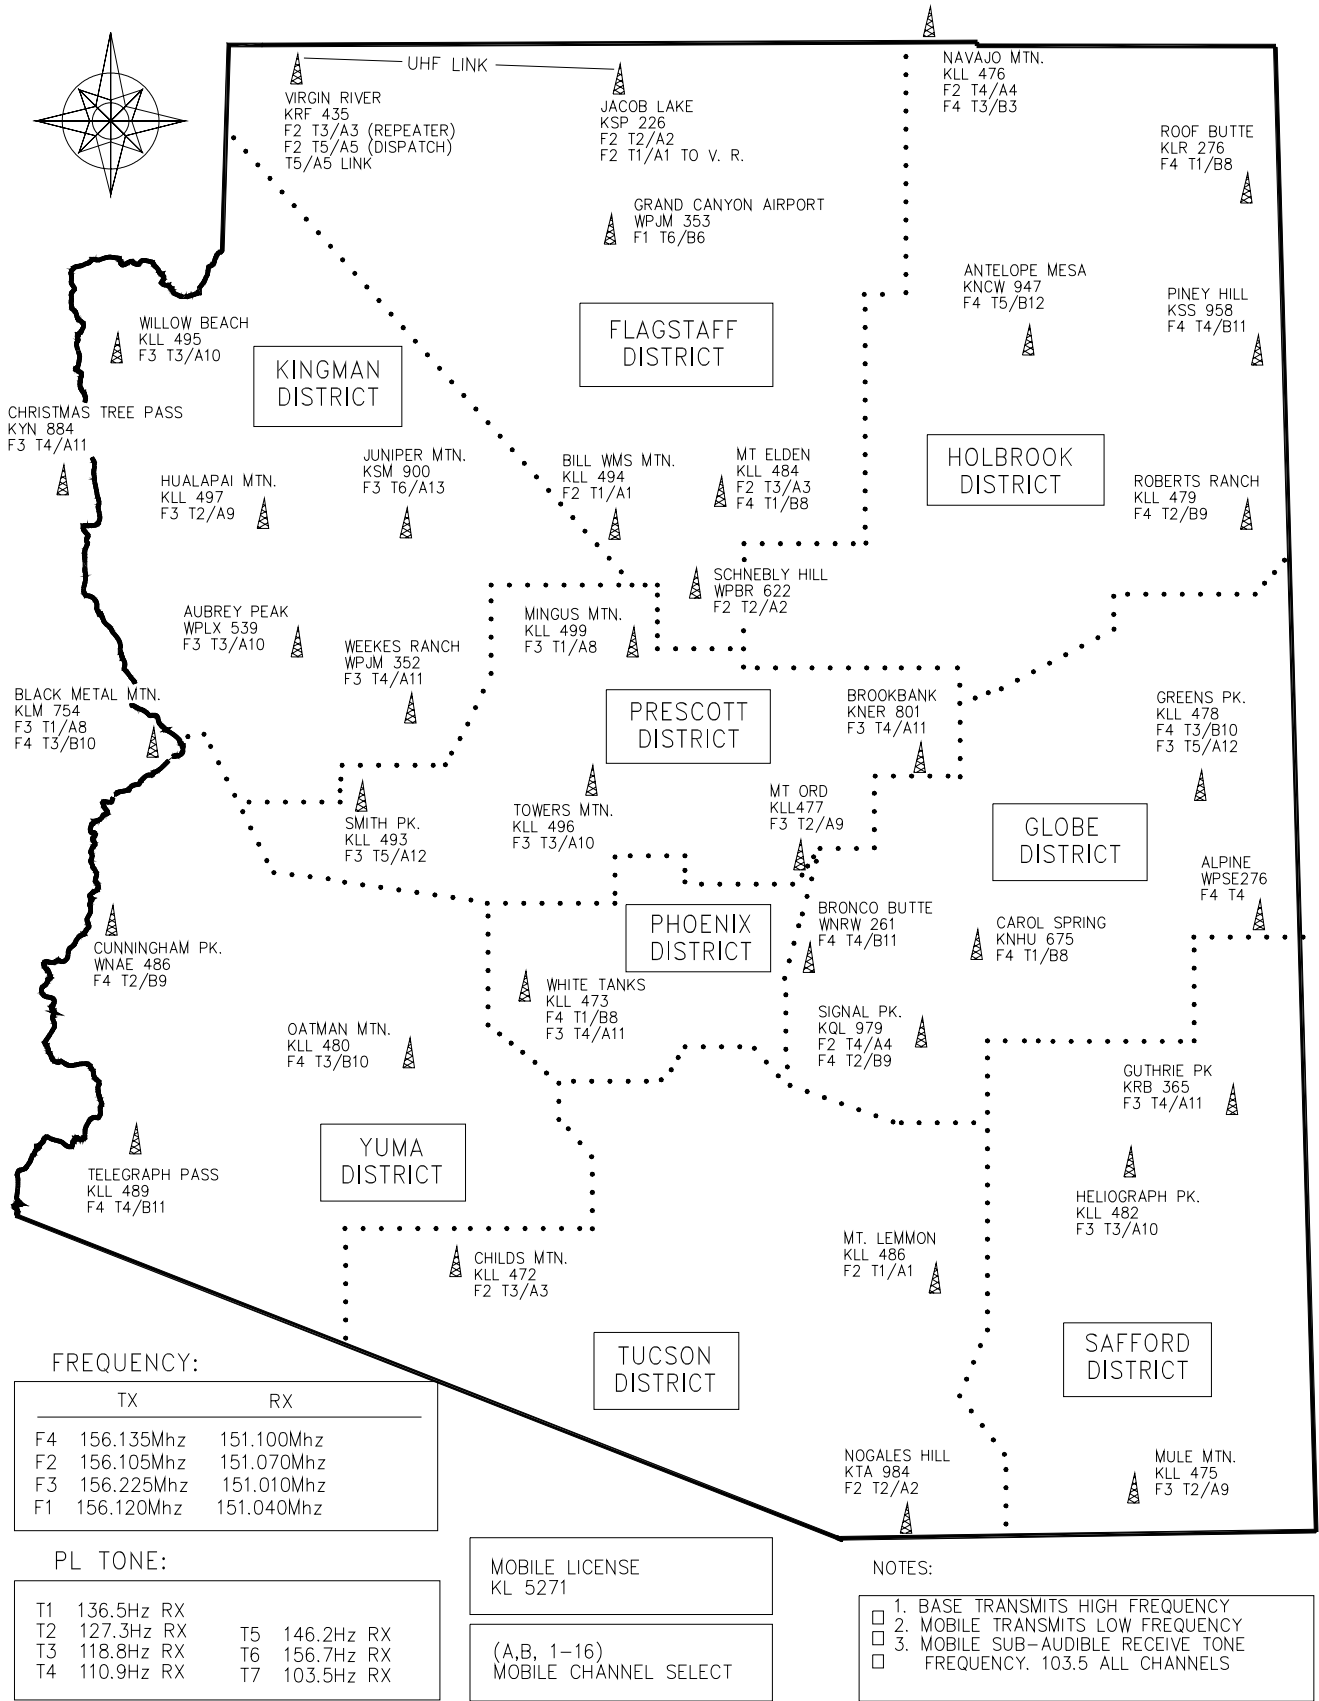 UHF LINK
VIRGIN RIVER
KRF 435
F2 T3/A3 (REPEATER)
F2 T5/A5 (DISPATCH)
T5/A5 LINK
JACOB LAKE
KSP 226
F2 T2/A2
F2 T1/A1 TO V. R.
NAVAJO MTN.
KLL 476
F2 T4/A4
F4 T3/B3
ROOF BUTTE
KLR 276
F4 T1/B8
GRAND CANYON AIRPORT
WPJM 353
F1 T6/B6
ANTELOPE MESA
KNCW 947
F4 T5/B12
PINEY HILL
KSS 958
F4 T4/B11
WILLOW BEACH
KLL 495
F3 T3/A10
KINGMAN
DISTRICT
FLAGSTAFF
DISTRICT
CHRISTMAS TREE PASS
KYN 884
F3 T4/A11
HUALAPAI MTN.
KLL 497
F3 T2/A9
JUNIPER MTN.
KSM 900
F3 T6/A13
BILL WMS MTN.
KLL 494
F2 T1/A1
MT ELDEN
KLL 484
F2 T3/A3
F4 T1/B8
HOLBROOK
DISTRICT
ROBERTS RANCH
KLL 479
F4 T2/B9
SCHNEBLY HILL
WPBR 622
F2 T2/A2
AUBREY PEAK
WPLX 539
F3 T3/A10
WEEKES RANCH
WPJM 352
F3 T4/A11
MINGUS MTN.
KLL 499
F3 T1/A8
BLACK METAL MTN.
KLM 754
F3 T1/A8
F4 T3/B10
PRESCOTT
DISTRICT
BROOKBANK
KNER 801
F3 T4/A11
GREENS PK.
KLL 478
F4 T3/B10
F3 T5/A12
SMITH PK.
KLL 493
F3 T5/A12
TOWERS MTN.
KLL 496
F3 T3/A10
MT ORD
KLL477
F3 T2/A9
GLOBE
DISTRICT
ALPINE
WPSE276
F4 T4
CUNNINGHAM PK.
WNAE 486
F4 T2/B9
PHOENIX
DISTRICT
BRONCO BUTTE
WNRW 261
F4 T4/B11
CAROL SPRING
KNHU 675
F4 T1/B8
WHITE TANKS
KLL 473
F4 T1/B8
F3 T4/A11
OATMAN MTN.
KLL 480
F4 T3/B10
SIGNAL PK.
KQL 979
F2 T4/A4
F4 T2/B9
GUTHRIE PK
KRB 365
F3 T4/A11
YUMA
DISTRICT
TELEGRAPH PASS
KLL 489
F4 T4/B11
HELIOGRAPH PK.
KLL 482
F3 T3/A10
CHILDS MTN.
KLL 472
F2 T3/A3
MT. LEMMON
KLL 486
F2 T1/A1
TUCSON
DISTRICT
SAFFORD
DISTRICT
NOGALES HILL
KTA 984
F2 T2/A2
MULE MTN.
KLL 475
F3 T2/A9
FREQUENCY:
TX RX
F4 156.135Mhz 151.100Mhz
F2 156.105Mhz 151.070Mhz
F3 156.225Mhz 151.010Mhz
F1 156.120Mhz 151.040Mhz
PL TONE:
T1 136.5Hz RX
T2 127.3Hz RX T5 146.2Hz RX
T3 118.8Hz RX T6 156.7Hz RX
T4 110.9Hz RX T7 103.5Hz RX
MOBILE LICENSE
KL 5271
(A,B, 1-16)
MOBILE CHANNEL SELECT
NOTES:
1. BASE TRANSMITS HIGH FREQUENCY
2. MOBILE TRANSMITS LOW FREQUENCY
3. MOBILE SUB-AUDIBLE RECEIVE TONE
FREQUENCY. 103.5 ALL CHANNELS